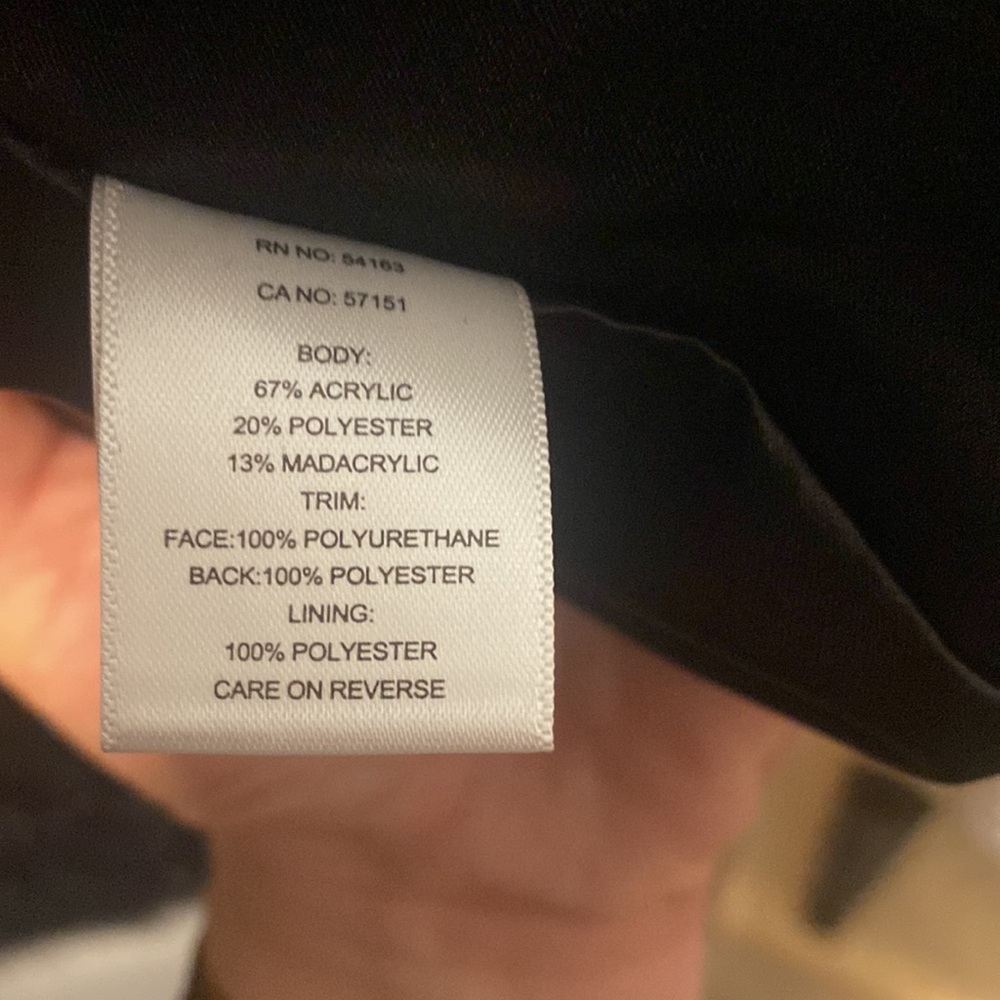 RN NO: 54163
CA NO: 57151
BODY:
67% ACRYLIC
20% POLYESTER
13% MADACRYLIC
TRIM:
FACE:100% POLYURETHANE
BACK:100% POLYESTER
LINING:
100% POLYESTER
CARE ON REVERSE